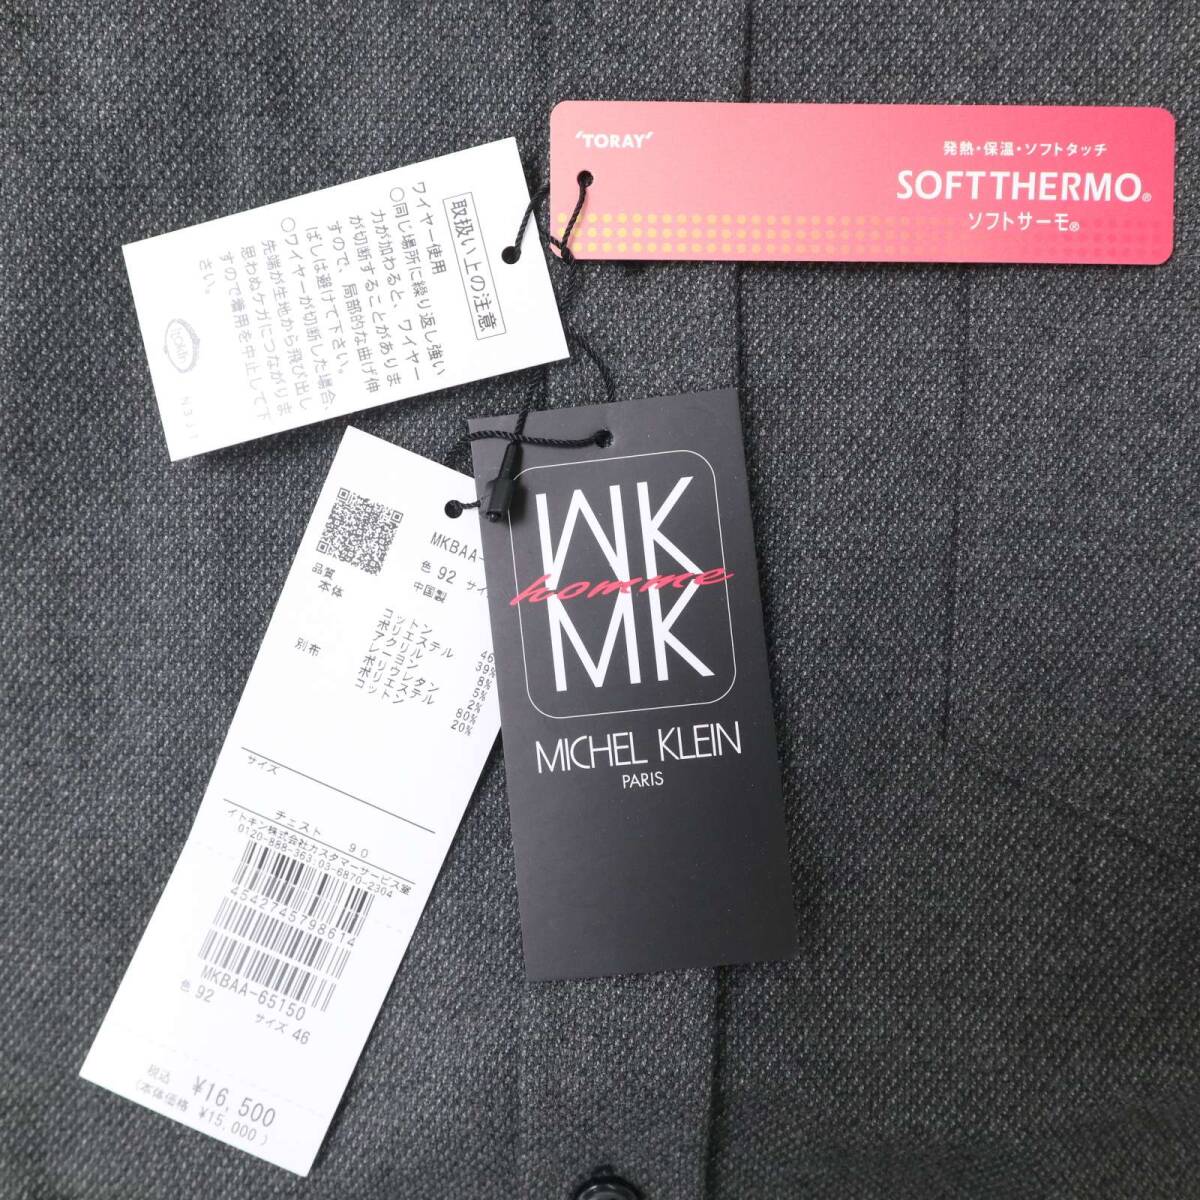 'TORAY'
発熱・保温・ソフトタッチ
SOFTTHERMO®
ソフトサーモ®
取扱い上の注意
ワイヤー使用
○同じ場所に繰り返し強い
力が加わると、ワイヤー
が切断することがありま
すので、局部的な曲げ伸
ばしは避けて下さい。
○ワイヤーが切断した場合、
先端が生地から飛び出し
思わぬケガにつながりま
すので着用を中止して下
さい。
itokin
MKBAA-
色 92 サイ
中国製
品質
本体
コットン 46
ポリエステル 39%
アクリル 8%
レーヨン 5%
ポリウレタン 2%
別布
ポリエステル 80%
コットン 20%
サイズ
チェスト 90
イトキン株式会社カスタマーサービス室
0120-888-363 03-6870-2304
4542745798614
MKBAA-65150
色 92
サイズ 46
税込 ¥16,500
(本体価格 ¥15,000)
MK
homme
MK
MICHEL KLEIN
PARIS